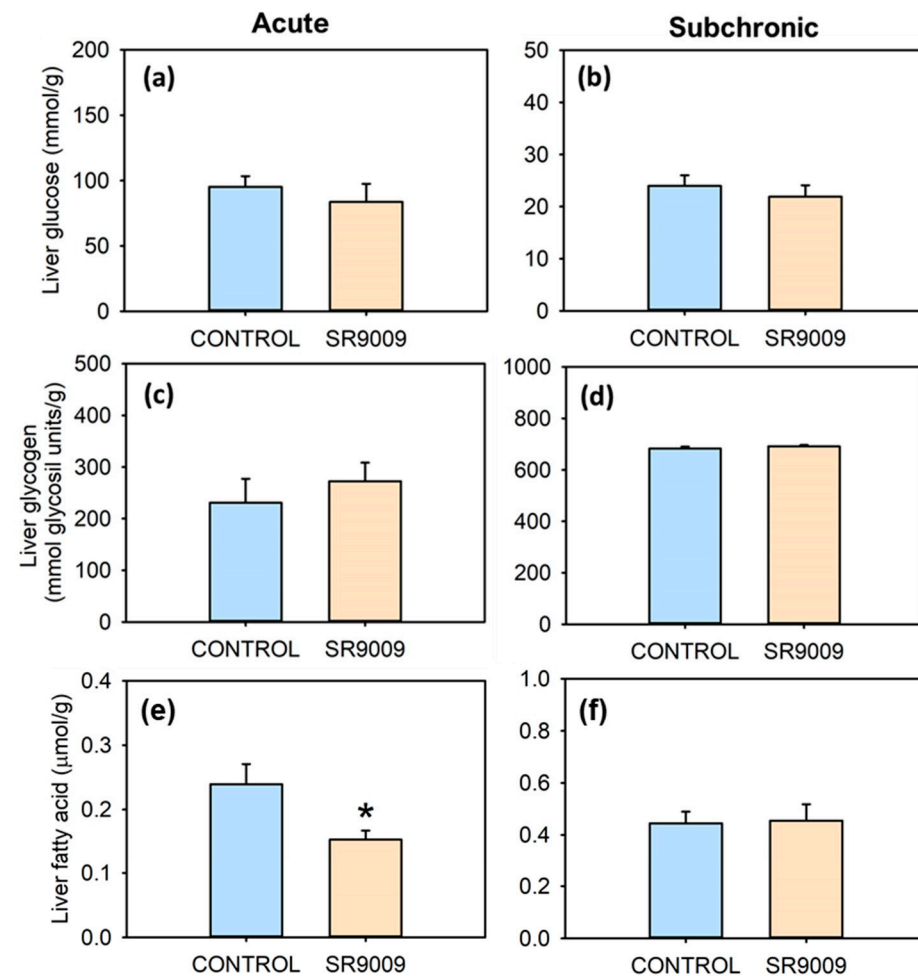 Acute
Subchronic
Liver glucose (mmol/g)
200
150
100
50
0
(a)
CONTROL SR9009
50
40
30
20
10
0
(b)
CONTROL SR9009
Liver glycogen
(mmol glycosil units/g)
500
400
300
200
100
0
(c)
CONTROL SR9009
1000
800
600
400
200
0
(d)
CONTROL SR9009
Liver fatty acid (μmol/g)
0.4
0.3
0.2
0.1
0.0
(e)
*
CONTROL SR9009
1.0
0.8
0.6
0.4
0.2
0.0
(f)
CONTROL SR9009